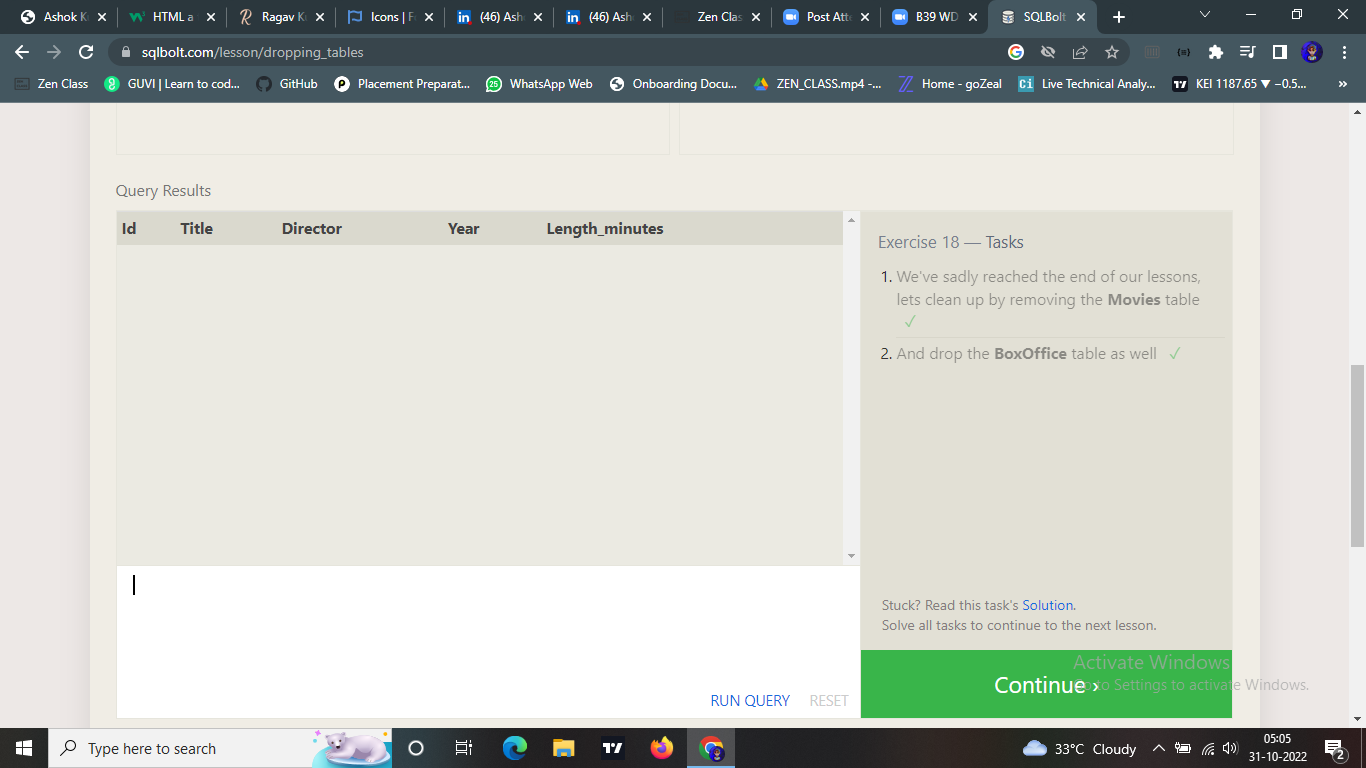 Ashok K
HTML a
Ragav K
Icons | F
(46) Ash
(46) Ash
Zen Clas
Post Att
B39 WD
SQLBolt
sqlbolt.com/lesson/dropping_tables
Zen Class
GUVI | Learn to cod...
GitHub
Placement Preparat...
25
WhatsApp Web
Onboarding Docu...
ZEN_CLASS.mp4 -...
Home - goZeal
Ci
Live Technical Analy...
KEI 1187.65 ▼ −0.5...
»
Query Results
Id Title Director Year Length_minutes
Exercise 18 — Tasks
1. We've sadly reached the end of our lessons,
lets clean up by removing the Movies table
✓
2. And drop the BoxOffice table as well ✓
Stuck? Read this task's Solution.
Solve all tasks to continue to the next lesson.
RUN QUERY RESET
Continue ›
Activate Windows
Go to Settings to activate Windows.
Type here to search
33°C Cloudy
05:05
31-10-2022
2